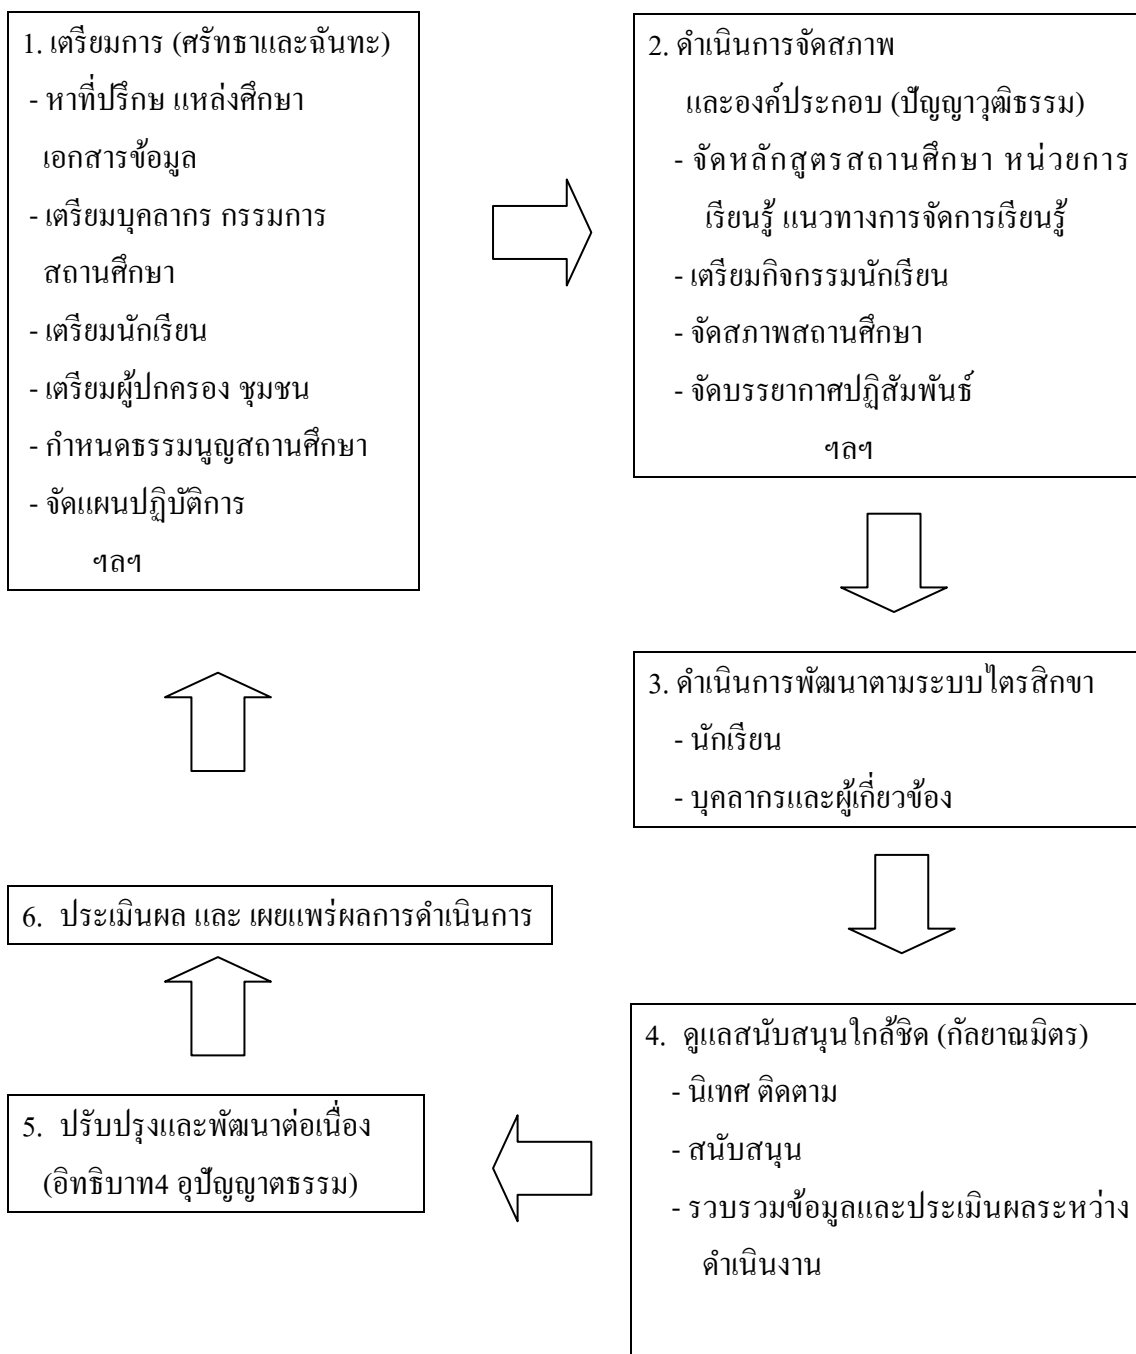 1. เตรียมการ (ศรัทธาและฉันทะ)
- หาที่ปรึกษ แหล่งศึกษา
เอกสารข้อมูล
- เตรียมบุคลากร กรรมการ
สถานศึกษา
- เตรียมนักเรียน
- เตรียมผู้ปกครอง ชุมชน
- กำหนดธรรมนูญสถานศึกษา
- จัดแผนปฏิบัติการ
ฯลฯ
2. ดำเนินการจัดสภาพ
และองค์ประกอบ (ปัญญาวุฒิธรรม)
- จัดหลักสูตรสถานศึกษา หน่วยการ
เรียนรู้ แนวทางการจัดการเรียนรู้
- เตรียมกิจกรรมนักเรียน
- จัดสภาพสถานศึกษา
- จัดบรรยากาศปฏิสัมพันธ์
ฯลฯ
3. ดำเนินการพัฒนาตามระบบไตรสิกขา
- นักเรียน
- บุคลากรและผู้เกี่ยวข้อง
4. ดูแลสนับสนุนใกล้ชิด (กัลยาณมิตร)
- นิเทศ ติดตาม
- สนับสนุน
- รวบรวมข้อมูลและประเมินผลระหว่าง
ดำเนินงาน
5. ปรับปรุงและพัฒนาต่อเนื่อง
(อิทธิบาท4 อุปัญญาตธรรม)
6. ประเมินผล และ เผยแพร่ผลการดำเนินการ